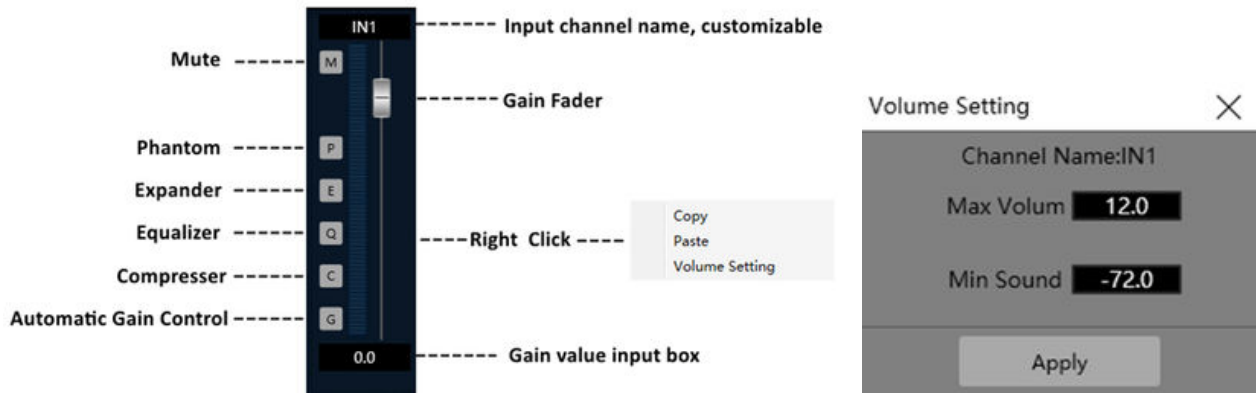 IN1
Input channel name, customizable
Mute
M
Gain Fader
Phantom
P
Expander
E
Equalizer
Q
Compresser
C
Automatic Gain Control
G
0.0
Gain value input box
Right Click
Copy
Paste
Volume Setting
Volume Setting
Channel Name:IN1
Max Volum 12.0
Min Sound -72.0
Apply